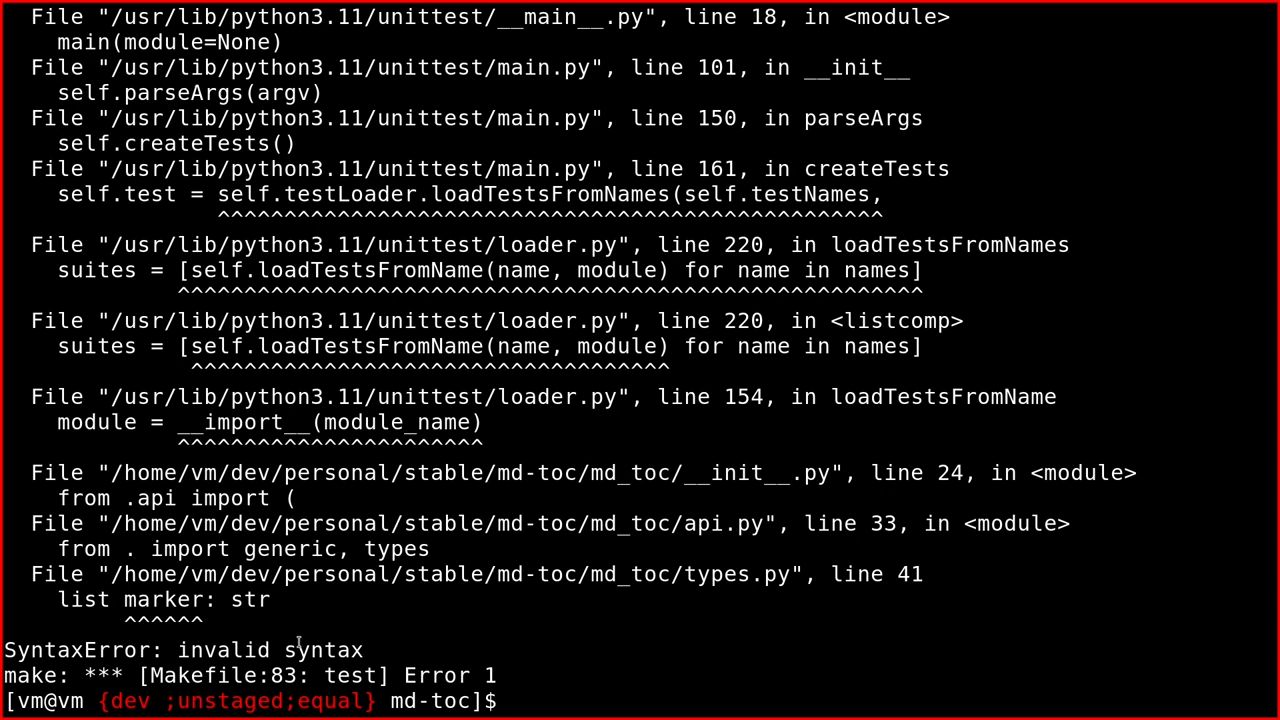 File "/usr/lib/python3.11/unittest/__main__.py", line 18, in <module>
    main(module=None)
  File "/usr/lib/python3.11/unittest/main.py", line 101, in __init__
    self.parseArgs(argv)
  File "/usr/lib/python3.11/unittest/main.py", line 150, in parseArgs
    self.createTests()
  File "/usr/lib/python3.11/unittest/main.py", line 161, in createTests
    self.test = self.testLoader.loadTestsFromNames(self.testNames,
                ^^^^^^^^^^^^^^^^^^^^^^^^^^^^^^^^^^^^^^^^^^^^^^^^^^
  File "/usr/lib/python3.11/unittest/loader.py", line 220, in loadTestsFromNames
    suites = [self.loadTestsFromName(name, module) for name in names]
             ^^^^^^^^^^^^^^^^^^^^^^^^^^^^^^^^^^^^^^^^^^^^^^^^^^^^^^^^
  File "/usr/lib/python3.11/unittest/loader.py", line 220, in <listcomp>
    suites = [self.loadTestsFromName(name, module) for name in names]
              ^^^^^^^^^^^^^^^^^^^^^^^^^^^^^^^^^^^^
  File "/usr/lib/python3.11/unittest/loader.py", line 154, in loadTestsFromName
    module = __import__(module_name)
             ^^^^^^^^^^^^^^^^^^^^^^^
  File "/home/vm/dev/personal/stable/md-toc/md_toc/__init__.py", line 24, in <module>
    from .api import (
  File "/home/vm/dev/personal/stable/md-toc/md_toc/api.py", line 33, in <module>
    from . import generic, types
  File "/home/vm/dev/personal/stable/md-toc/md_toc/types.py", line 41
    list marker: str
         ^^^^^^
SyntaxError: invalid syntax
make: *** [Makefile:83: test] Error 1
[vm@vm {dev ;unstaged;equal} md-toc]$